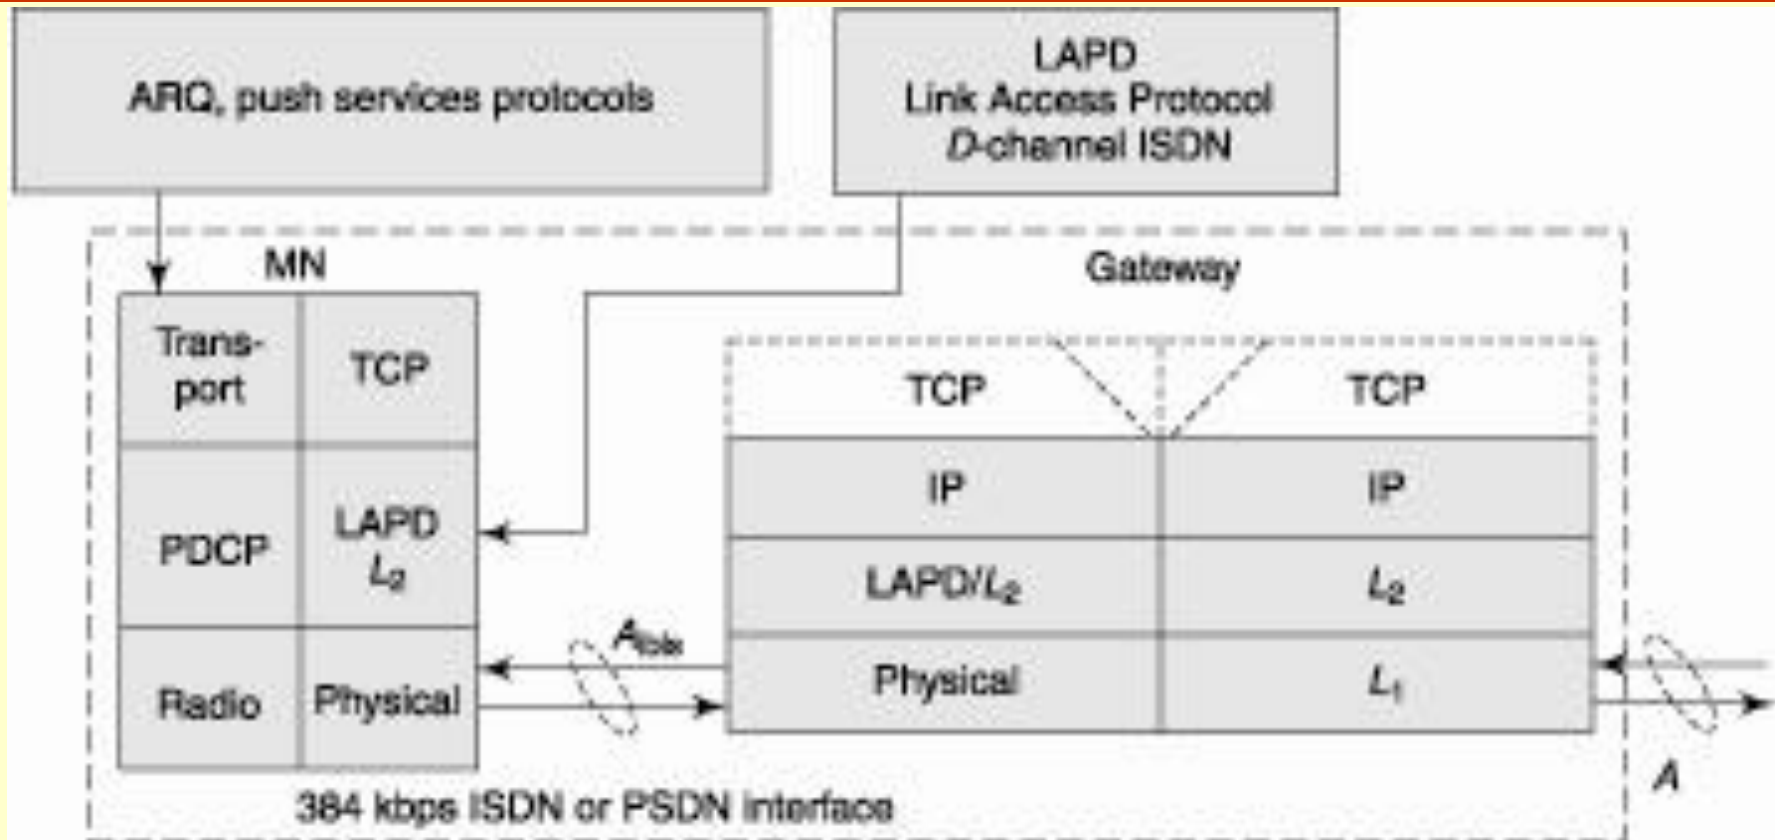 ARQ, push services protocols
LAPD
Link Access Protocol
D-channel ISDN
MN
Gateway
Trans-
port
TCP
PDCP
LAPD
L2
Radio
Physical
Abis
TCP
TCP
IP
IP
LAPD/L2
L2
Physical
L1
A
384 kbps ISDN or PSDN interface